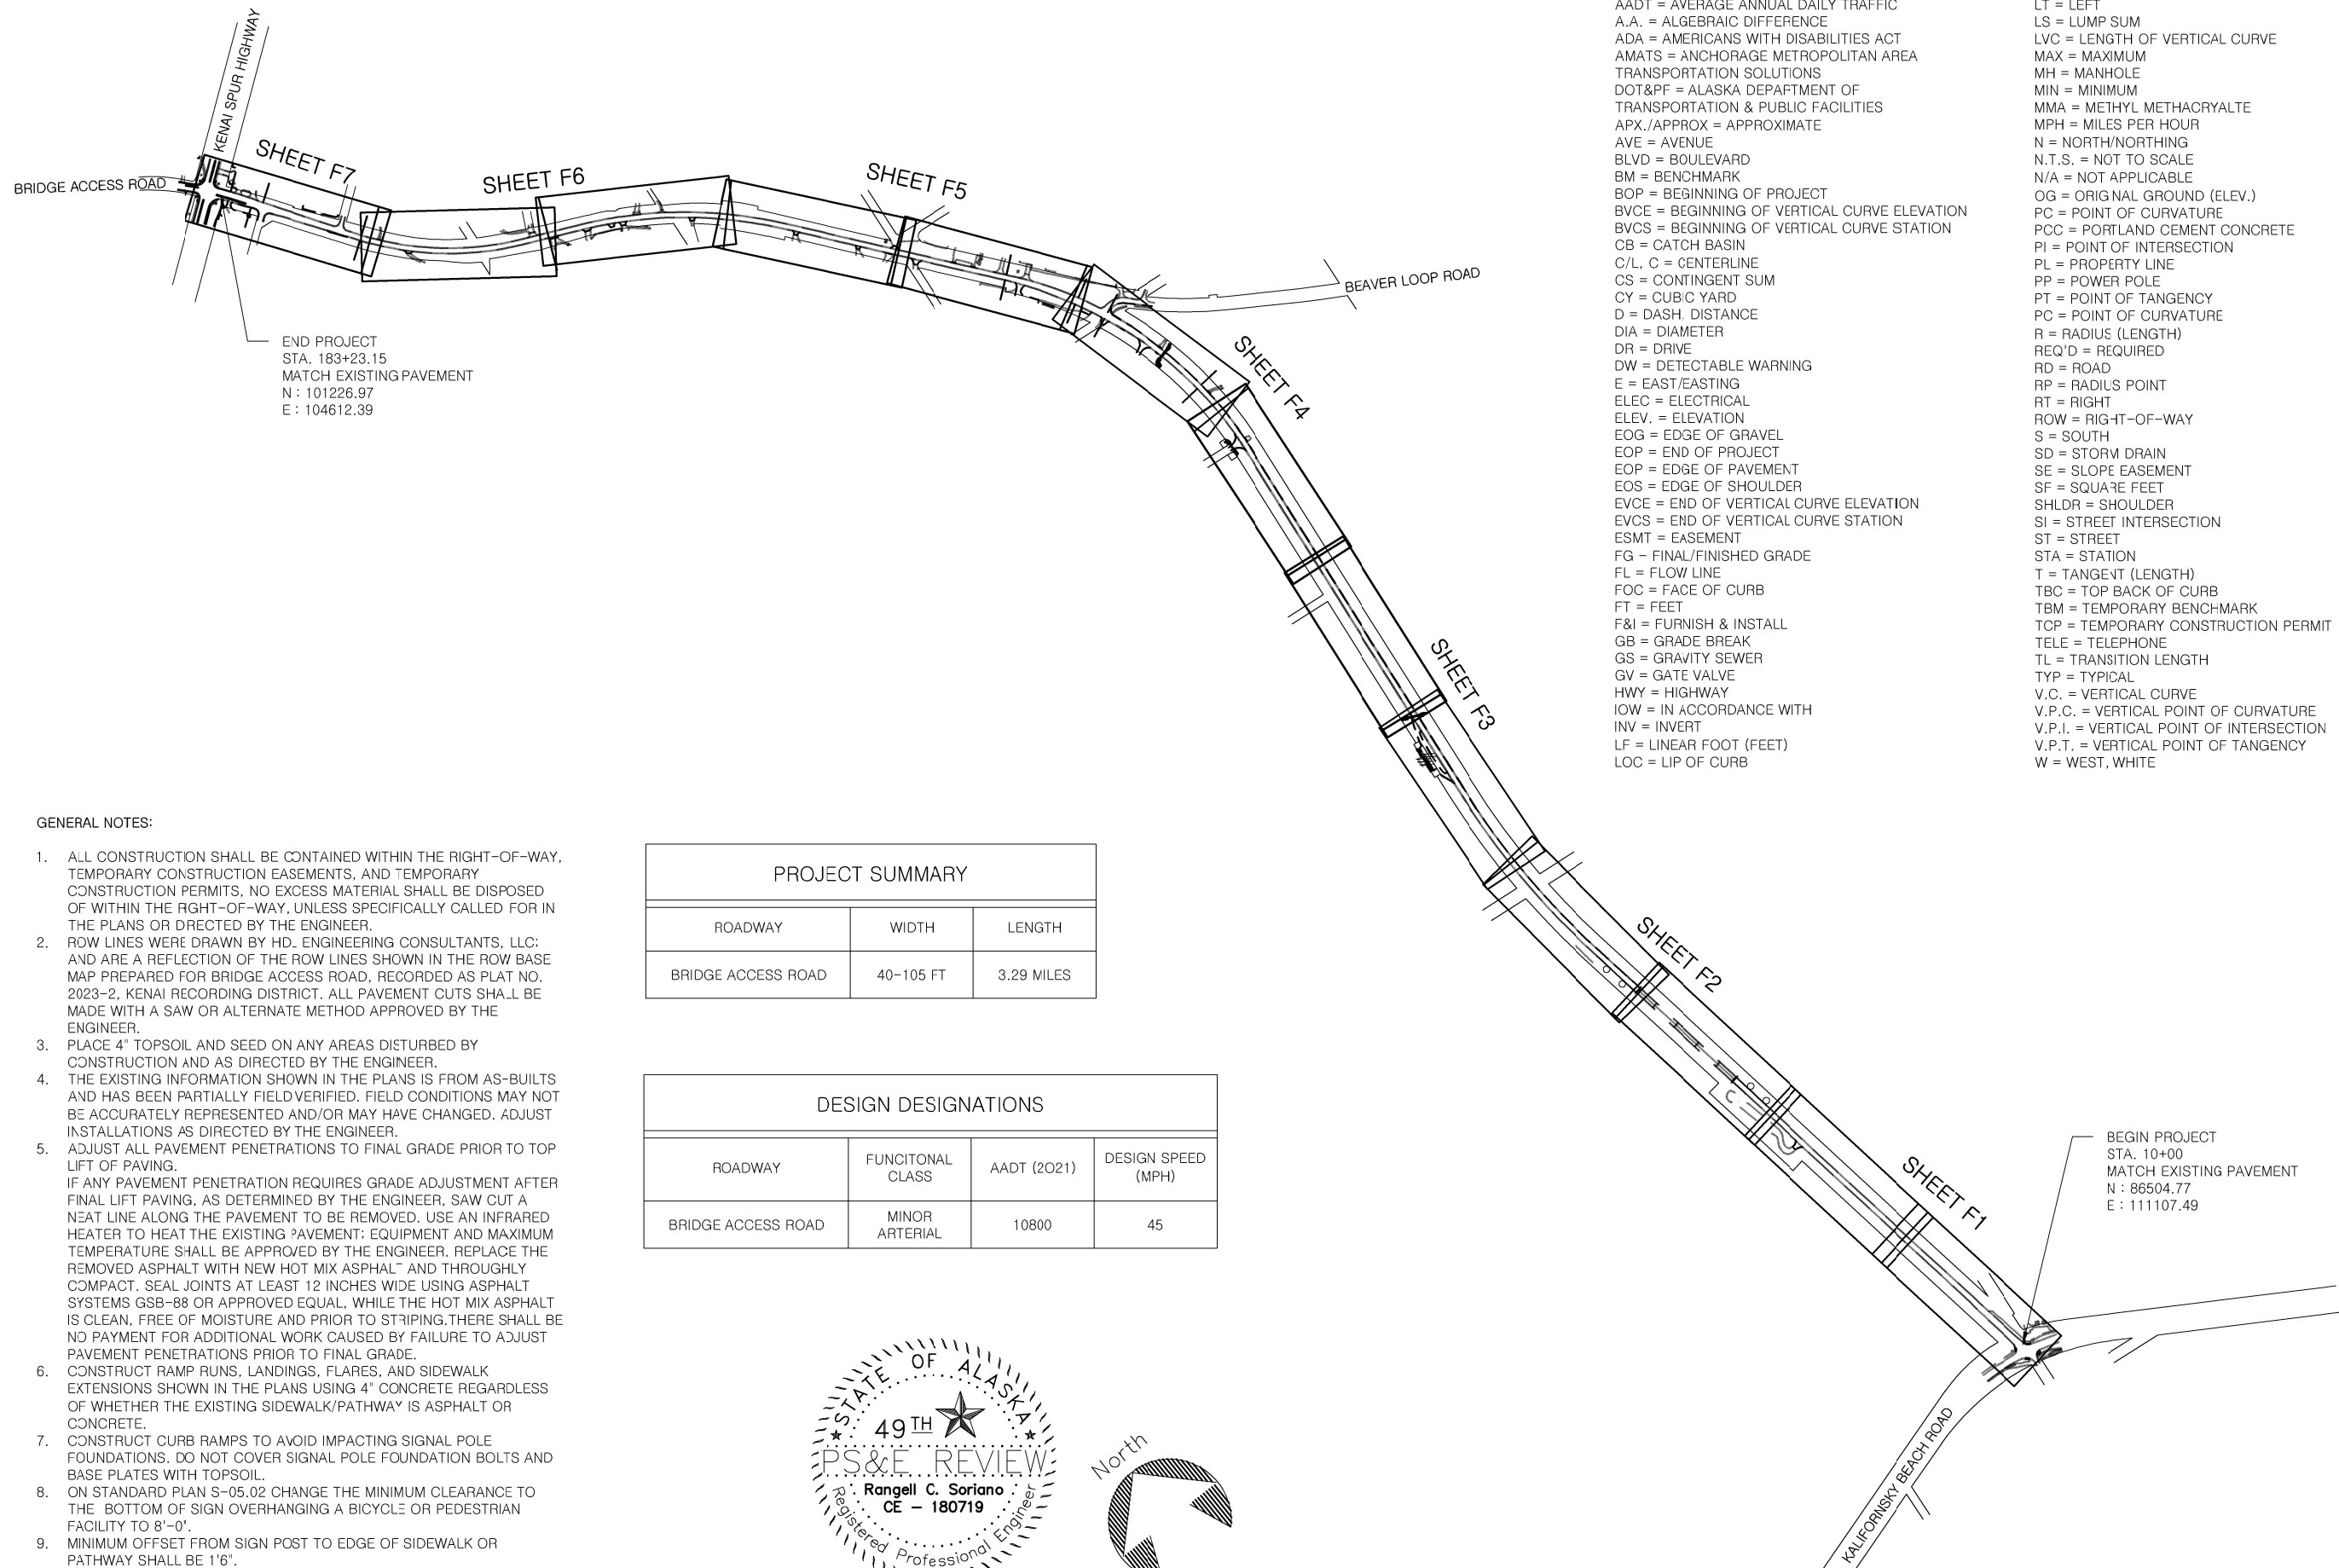 KENAI SPUR HIGHWAY
BRIDGE ACCESS ROAD
SHEET F7
SHEET F6
SHEET F5
BEAVER LOOP ROAD
SHEET F4
SHEET F3
SHEET F2
SHEET F1
KALIFORNSKY BEACH ROAD
END PROJECT
STA. 183+23.15
MATCH EXISTING PAVEMENT
N : 101226.97
E : 104612.39
BEGIN PROJECT
STA. 10+00
MATCH EXISTING PAVEMENT
N : 86504.77
E : 111107.49
AADT = AVERAGE ANNUAL DAILY TRAFFIC
A.A. = ALGEBRAIC DIFFERENCE
ADA = AMERICANS WITH DISABILITIES ACT
AMATS = ANCHORAGE METROPOLITAN AREA
TRANSPORTATION SOLUTIONS
DOT&PF = ALASKA DEPARTMENT OF
TRANSPORTATION & PUBLIC FACILITIES
APX./APPROX = APPROXIMATE
AVE = AVENUE
BLVD = BOULEVARD
BM = BENCHMARK
BOP = BEGINNING OF PROJECT
BVCE = BEGINNING OF VERTICAL CURVE ELEVATION
BVCS = BEGINNING OF VERTICAL CURVE STATION
CB = CATCH BASIN
C/L, C = CENTERLINE
CS = CONTINGENT SUM
CY = CUBIC YARD
D = DASH, DISTANCE
DIA = DIAMETER
DR = DRIVE
DW = DETECTABLE WARNING
E = EAST/EASTING
ELEC = ELECTRICAL
ELEV. = ELEVATION
EOG = EDGE OF GRAVEL
EOP = END OF PROJECT
EOP = EDGE OF PAVEMENT
EOS = EDGE OF SHOULDER
EVCE = END OF VERTICAL CURVE ELEVATION
EVCS = END OF VERTICAL CURVE STATION
ESMT = EASEMENT
FG - FINAL/FINISHED GRADE
FL = FLOW LINE
FOC = FACE OF CURB
FT = FEET
F&I = FURNISH & INSTALL
GB = GRADE BREAK
GS = GRAVITY SEWER
GV = GATE VALVE
HWY = HIGHWAY
IOW = IN ACCORDANCE WITH
INV = INVERT
LF = LINEAR FOOT (FEET)
LOC = LIP OF CURB
LT = LEFT
LS = LUMP SUM
LVC = LENGTH OF VERTICAL CURVE
MAX = MAXIMUM
MH = MANHOLE
MIN = MINIMUM
MMA = METHYL METHACRYALTE
MPH = MILES PER HOUR
N = NORTH/NORTHING
N.T.S. = NOT TO SCALE
N/A = NOT APPLICABLE
OG = ORIGINAL GROUND (ELEV.)
PC = POINT OF CURVATURE
PCC = PORTLAND CEMENT CONCRETE
PI = POINT OF INTERSECTION
PL = PROPERTY LINE
PP = POWER POLE
PT = POINT OF TANGENCY
PC = POINT OF CURVATURE
R = RADIUS (LENGTH)
REQ'D = REQUIRED
RD = ROAD
RP = RADIUS POINT
RT = RIGHT
ROW = RIGHT-OF-WAY
S = SOUTH
SD = STORM DRAIN
SE = SLOPE EASEMENT
SF = SQUARE FEET
SHLDR = SHOULDER
SI = STREET INTERSECTION
ST = STREET
STA = STATION
T = TANGENT (LENGTH)
TBC = TOP BACK OF CURB
TBM = TEMPORARY BENCHMARK
TCP = TEMPORARY CONSTRUCTION PERMIT
TELE = TELEPHONE
TL = TRANSITION LENGTH
TYP = TYPICAL
V.C. = VERTICAL CURVE
V.P.C. = VERTICAL POINT OF CURVATURE
V.P.I. = VERTICAL POINT OF INTERSECTION
V.P.T. = VERTICAL POINT OF TANGENCY
W = WEST, WHITE
GENERAL NOTES:
1. ALL CONSTRUCTION SHALL BE CONTAINED WITHIN THE RIGHT-OF-WAY,
TEMPORARY CONSTRUCTION EASEMENTS, AND TEMPORARY
CONSTRUCTION PERMITS, NO EXCESS MATERIAL SHALL BE DISPOSED
OF WITHIN THE RIGHT-OF-WAY, UNLESS SPECIFICALLY CALLED FOR IN
THE PLANS OR DIRECTED BY THE ENGINEER.
2. ROW LINES WERE DRAWN BY HDL ENGINEERING CONSULTANTS, LLC;
AND ARE A REFLECTION OF THE ROW LINES SHOWN IN THE ROW BASE
MAP PREPARED FOR BRIDGE ACCESS ROAD, RECORDED AS PLAT NO.
2023-2, KENAI RECORDING DISTRICT. ALL PAVEMENT CUTS SHALL BE
MADE WITH A SAW OR ALTERNATE METHOD APPROVED BY THE
ENGINEER.
3. PLACE 4" TOPSOIL AND SEED ON ANY AREAS DISTURBED BY
CONSTRUCTION AND AS DIRECTED BY THE ENGINEER.
4. THE EXISTING INFORMATION SHOWN IN THE PLANS IS FROM AS-BUILTS
AND HAS BEEN PARTIALLY FIELD VERIFIED. FIELD CONDITIONS MAY NOT
BE ACCURATELY REPRESENTED AND/OR MAY HAVE CHANGED. ADJUST
INSTALLATIONS AS DIRECTED BY THE ENGINEER.
5. ADJUST ALL PAVEMENT PENETRATIONS TO FINAL GRADE PRIOR TO TOP
LIFT OF PAVING.
IF ANY PAVEMENT PENETRATION REQUIRES GRADE ADJUSTMENT AFTER
FINAL LIFT PAVING, AS DETERMINED BY THE ENGINEER, SAW CUT A
NEAT LINE ALONG THE PAVEMENT TO BE REMOVED. USE AN INFRARED
HEATER TO HEAT THE EXISTING PAVEMENT; EQUIPMENT AND MAXIMUM
TEMPERATURE SHALL BE APPROVED BY THE ENGINEER. REPLACE THE
REMOVED ASPHALT WITH NEW HOT MIX ASPHALT AND THROUGHLY
COMPACT. SEAL JOINTS AT LEAST 12 INCHES WIDE USING ASPHALT
SYSTEMS GSB-88 OR APPROVED EQUAL, WHILE THE HOT MIX ASPHALT
IS CLEAN, FREE OF MOISTURE AND PRIOR TO STRIPING.THERE SHALL BE
NO PAYMENT FOR ADDITIONAL WORK CAUSED BY FAILURE TO ADJUST
PAVEMENT PENETRATIONS PRIOR TO FINAL GRADE.
6. CONSTRUCT RAMP RUNS, LANDINGS, FLARES, AND SIDEWALK
EXTENSIONS SHOWN IN THE PLANS USING 4" CONCRETE REGARDLESS
OF WHETHER THE EXISTING SIDEWALK/PATHWAY IS ASPHALT OR
CONCRETE.
7. CONSTRUCT CURB RAMPS TO AVOID IMPACTING SIGNAL POLE
FOUNDATIONS. DO NOT COVER SIGNAL POLE FOUNDATION BOLTS AND
BASE PLATES WITH TOPSOIL.
8. ON STANDARD PLAN S-05.02 CHANGE THE MINIMUM CLEARANCE TO
THE BOTTOM OF SIGN OVERHANGING A BICYCLE OR PEDESTRIAN
FACILITY TO 8'-0'.
9. MINIMUM OFFSET FROM SIGN POST TO EDGE OF SIDEWALK OR
PATHWAY SHALL BE 1'6".
PROJECT SUMMARY
ROADWAY WIDTH LENGTH
BRIDGE ACCESS ROAD 40-105 FT 3.29 MILES
DESIGN DESIGNATIONS
ROADWAY FUNCITONAL CLASS AADT (2021) DESIGN SPEED (MPH)
BRIDGE ACCESS ROAD MINOR ARTERIAL 10800 45
STATE OF ALASKA
49TH
PS&E REVIEW
Rangell C. Soriano
CE - 180719
Registered Professional Engineer
North